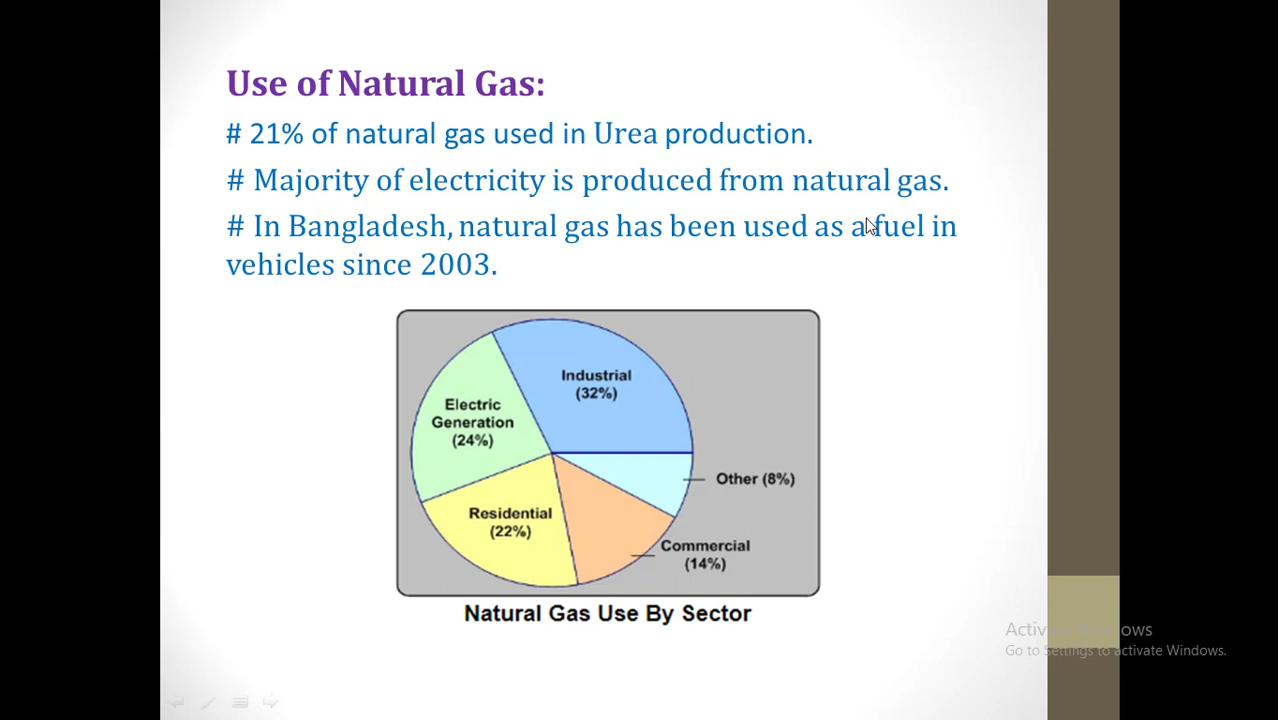 Use of Natural Gas:
# 21% of natural gas used in Urea production.
# Majority of electricity is produced from natural gas.
# In Bangladesh, natural gas has been used as a fuel in
vehicles since 2003.
Industrial
(32%)
Electric
Generation
(24%)
Other (8%)
Residential
(22%)
Commercial
(14%)
Natural Gas Use By Sector
Activate Windows
Go to Settings to activate Windows.